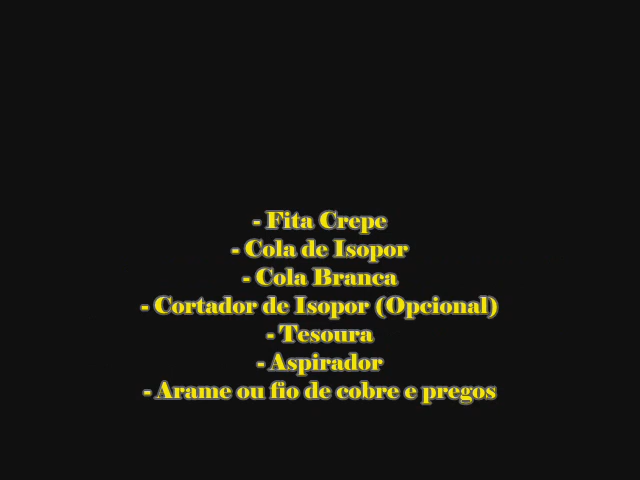 - Fita Crepe
- Cola de Isopor
- Cola Branca
- Cortador de Isopor (Opcional)
- Tesoura
- Aspirador
- Arame ou fio de cobre e pregos